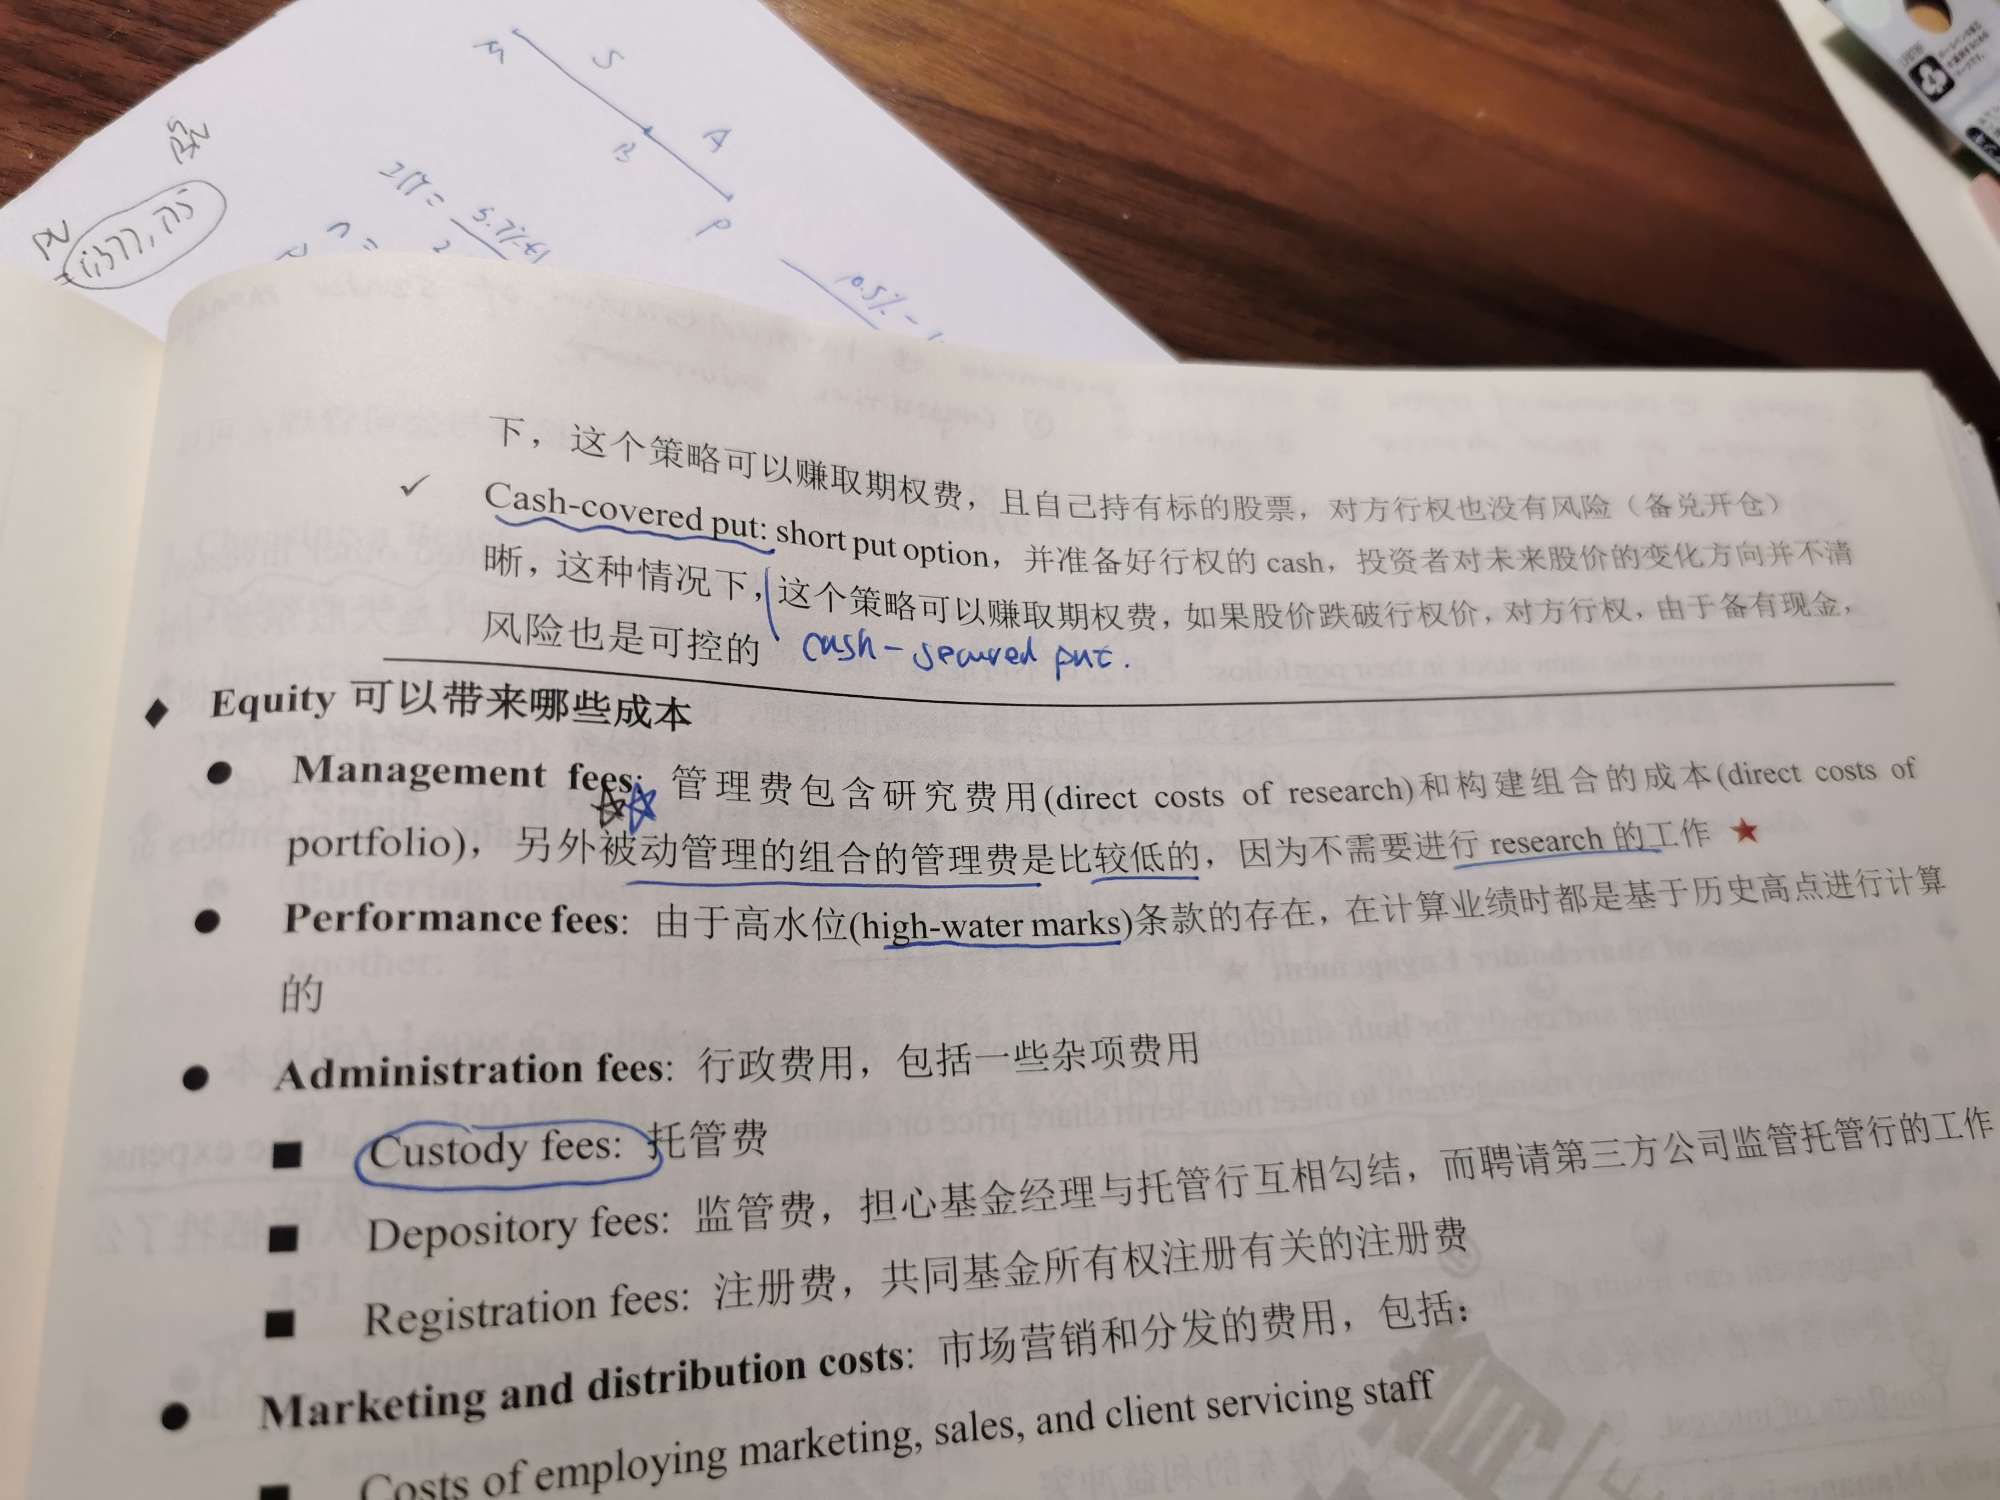 M
S
B
A
P
10.5% -
下，这个策略可以赚取期权费，且自己持有标的股票，对方行权也没有风险（备兑开仓）
✓ Cash-covered put: short put option，并准备好行权的 cash，投资者对未来股价的变化方向并不清
晰，这种情况下，这个策略可以赚取期权费，如果股价跌破行权价，对方行权，由于备有现金，
风险也是可控的 cash-secured put.
◆ Equity 可以带来哪些成本
● Management fees: 管理费包含研究费用(direct costs of research)和构建组合的成本(direct costs of
portfolio)，另外被动管理的组合的管理费是比较低的，因为不需要进行 research 的工作 ★
● Performance fees: 由于高水位(high-water marks)条款的存在，在计算业绩时都是基于历史高点进行计算
的
● Administration fees: 行政费用，包括一些杂项费用
■ Custody fees: 托管费
■ Depository fees: 监管费，担心基金经理与托管行互相勾结，而聘请第三方公司监管托管行的工作
■ Registration fees: 注册费，共同基金所有权注册有关的注册费
● Marketing and distribution costs: 市场营销和分发的费用，包括：
■ Costs of employing marketing, sales, and client servicing staff